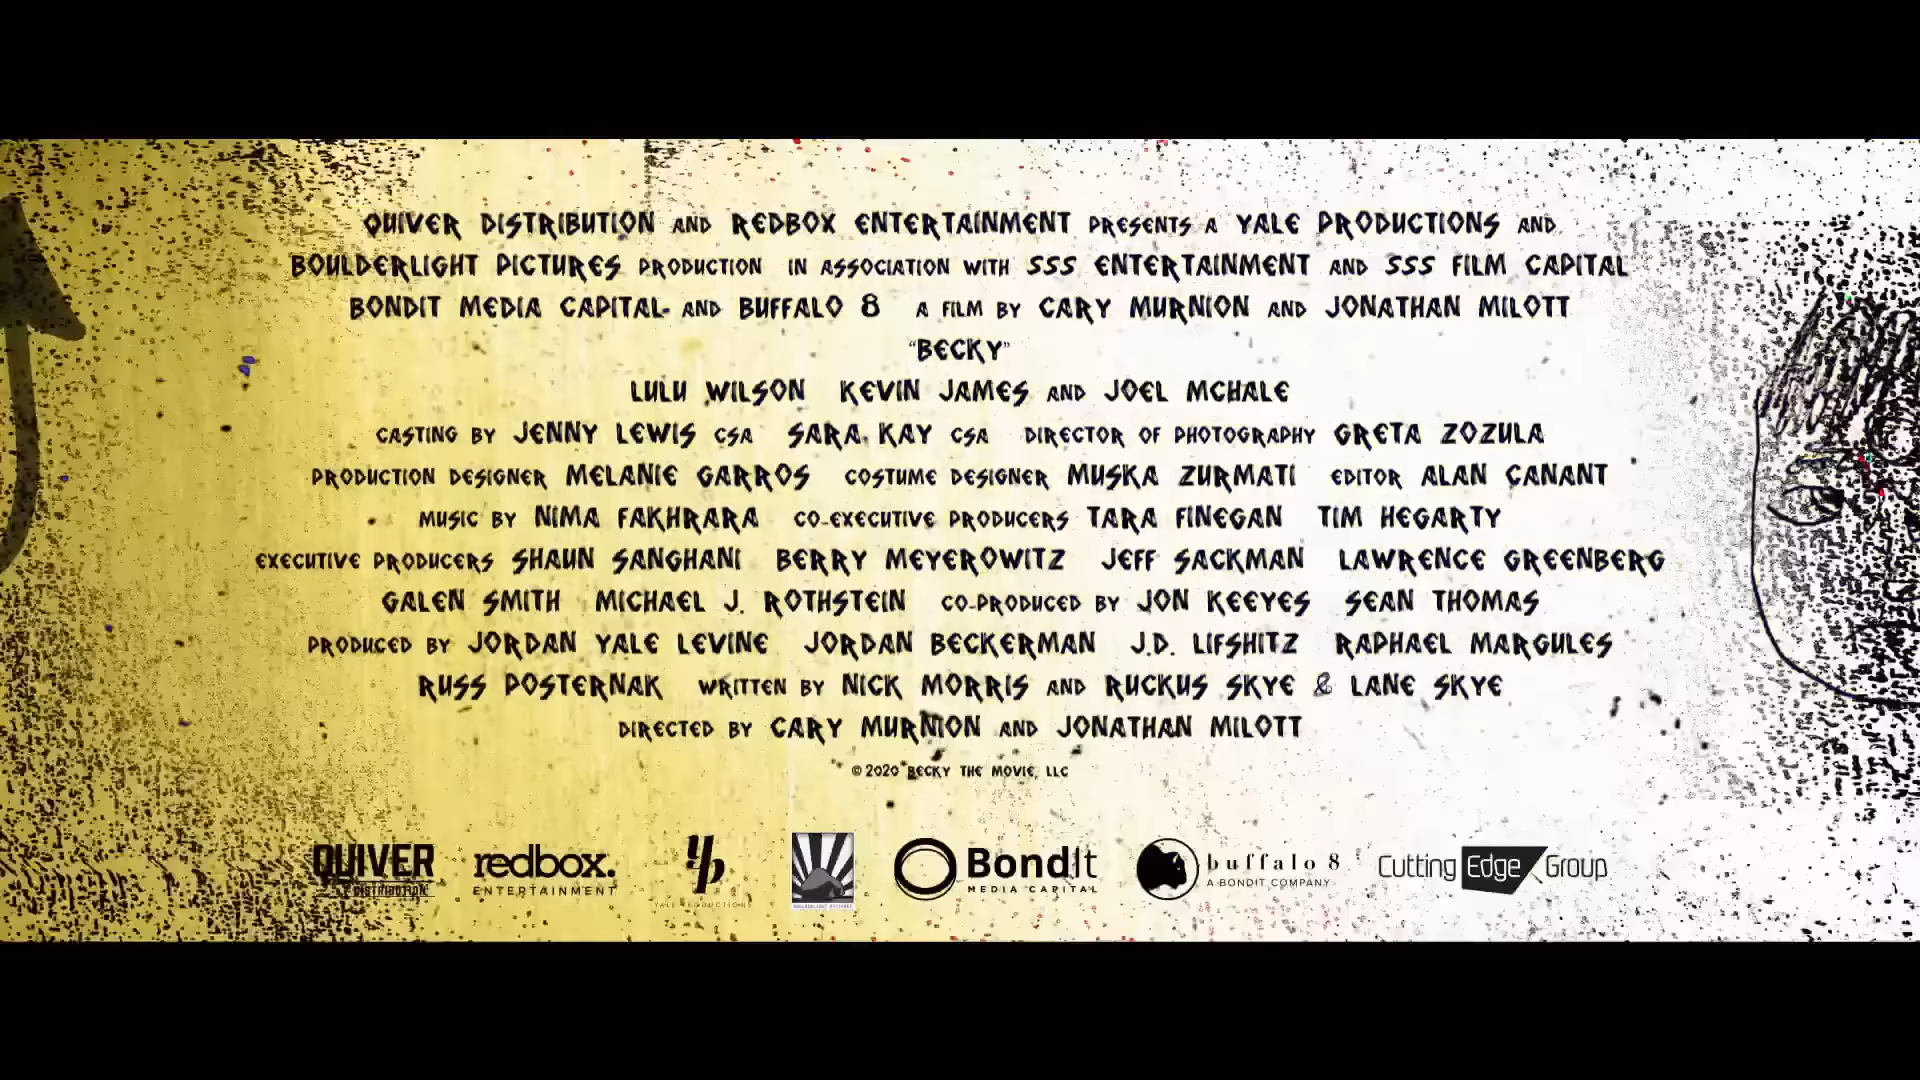 QUIVER DISTRIBUTION AND REDBOX ENTERTAINMENT PRESENTS A YALE PRODUCTIONS AND
BOULDERLIGHT PICTURES PRODUCTION IN ASSOCIATION WITH SSS ENTERTAINMENT AND SSS FILM CAPITAL
BONDIT MEDIA CAPITAL AND BUFFALO 8 A FILM BY CARY MURNION AND JONATHAN MILOTT
“BECKY”
LULU WILSON KEVIN JAMES AND JOEL MCHALE
CASTING BY JENNY LEWIS CSA SARA KAY CSA DIRECTOR OF PHOTOGRAPHY GRETA ZOZULA
PRODUCTION DESIGNER MELANIE GARROS COSTUME DESIGNER MUSKA ZURMATI EDITOR ALAN CANANT
MUSIC BY NIMA FAKHRARA CO-EXECUTIVE PRODUCERS TARA FINEGAN TIM HEGARTY
EXECUTIVE PRODUCERS SHAUN SANGHANI BERRY MEYEROWITZ JEFF SACKMAN LAWRENCE GREENBERG
GALEN SMITH MICHAEL J. ROTHSTEIN CO-PRODUCED BY JON KEEYES SEAN THOMAS
PRODUCED BY JORDAN YALE LEVINE JORDAN BECKERMAN J.D. LIFSHITZ RAPHAEL MARGULES
RUSS POSTERNAK WRITTEN BY NICK MORRIS AND RUCKUS SKYE & LANE SKYE
DIRECTED BY CARY MURNION AND JONATHAN MILOTT
© 2020 BECKY THE MOVIE, LLC
QUIVER redbox. yp BondIt buffalo 8 Cutting Edge Group
DISTRIBUTION ENTERTAINMENT YALE PRODUCTIONS MEDIA CAPITAL A BONDIT COMPANY